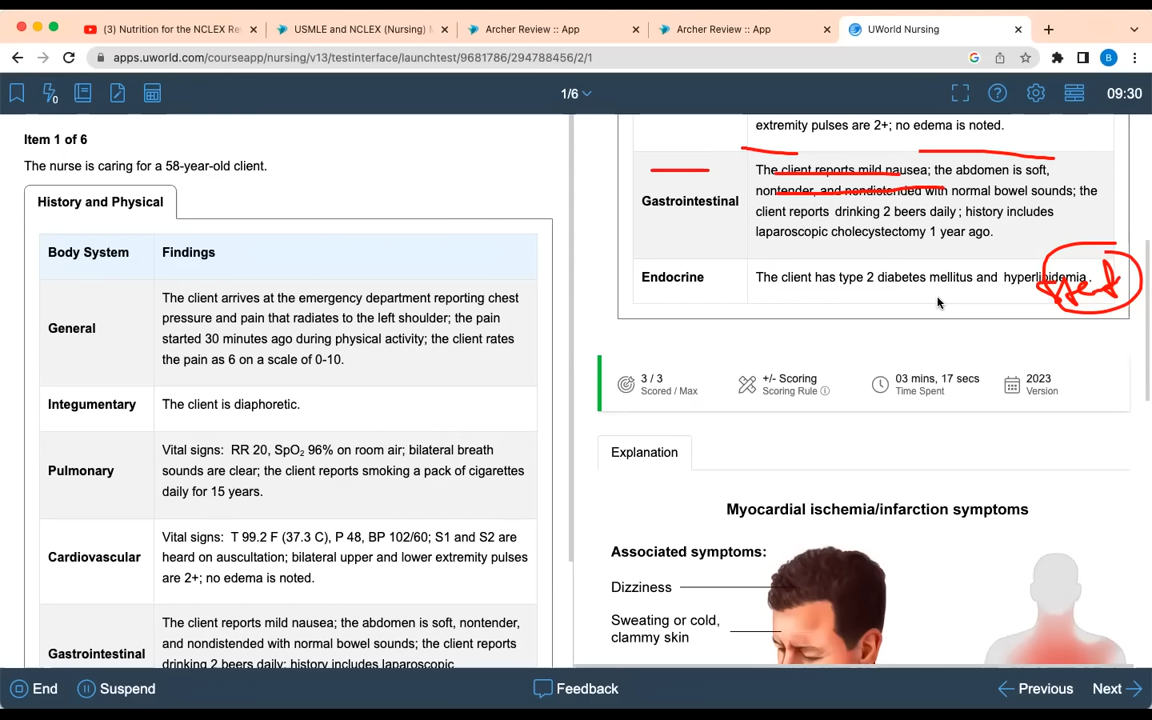 (3) Nutrition for the NCLEX Re
USMLE and NCLEX (Nursing)
Archer Review :: App
Archer Review :: App
UWorld Nursing
apps.uworld.com/courseapp/nursing/v13/testinterface/launchtest/9681786/294788456/2/1
B
0
1/6
09:30
Item 1 of 6
The nurse is caring for a 58-year-old client.
History and Physical
Body System Findings
General
The client arrives at the emergency department reporting chest
pressure and pain that radiates to the left shoulder; the pain
started 30 minutes ago during physical activity; the client rates
the pain as 6 on a scale of 0-10.
Integumentary
The client is diaphoretic.
Pulmonary
Vital signs: RR 20, SpO₂ 96% on room air; bilateral breath
sounds are clear; the client reports smoking a pack of cigarettes
daily for 15 years.
Cardiovascular
Vital signs: T 99.2 F (37.3 C), P 48, BP 102/60; S1 and S2 are
heard on auscultation; bilateral upper and lower extremity pulses
are 2+; no edema is noted.
Gastrointestinal
The client reports mild nausea; the abdomen is soft, nontender,
and nondistended with normal bowel sounds; the client reports
drinking 2 beers daily; history includes laparoscopic
extremity pulses are 2+; no edema is noted.
Gastrointestinal
The client reports mild nausea; the abdomen is soft,
nontender, and nondistended with normal bowel sounds; the
client reports drinking 2 beers daily ; history includes
laparoscopic cholecystectomy 1 year ago.
Endocrine
The client has type 2 diabetes mellitus and hyperlipidemia .
3 / 3
Scored / Max
+/- Scoring
Scoring Rule
03 mins, 17 secs
Time Spent
2023
Version
Explanation
Myocardial ischemia/infarction symptoms
Associated symptoms:
Dizziness
Sweating or cold,
clammy skin
End
Suspend
Feedback
Previous
Next